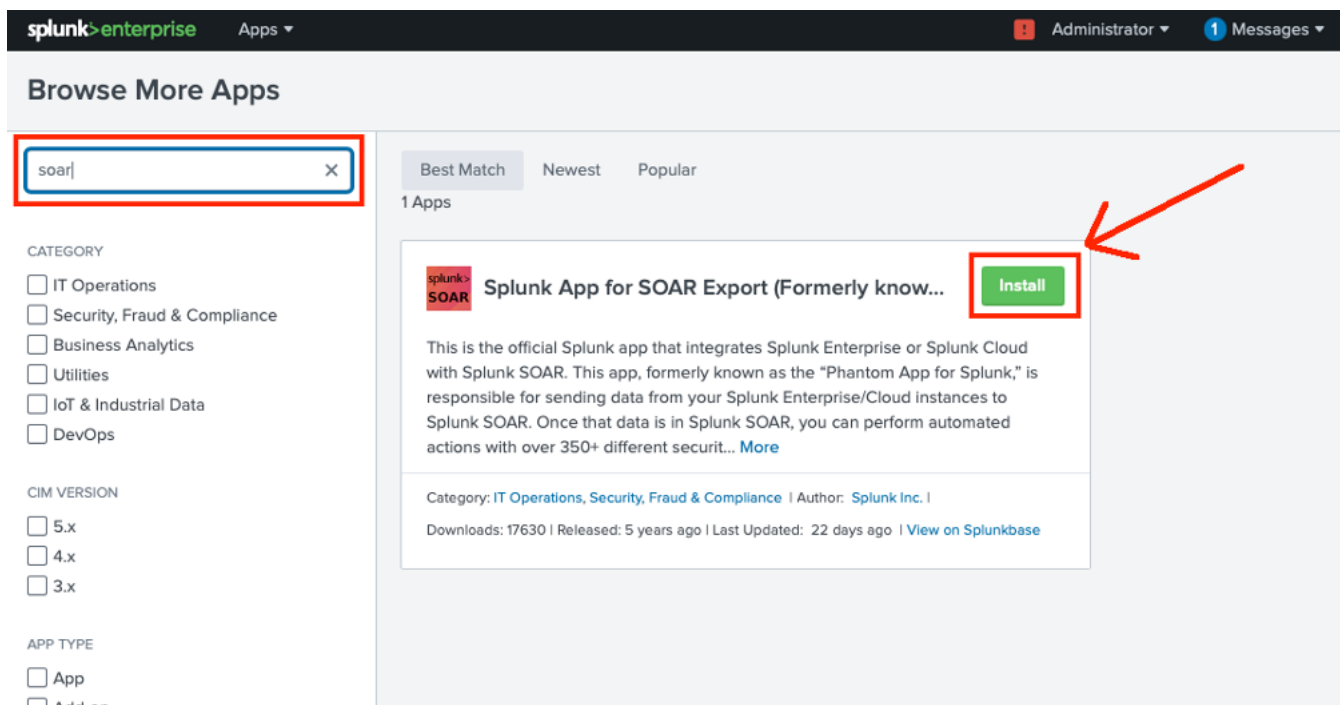 splunk>enterprise Apps ! Administrator 1 Messages
Browse More Apps
soar
Best Match Newest Popular
1 Apps
CATEGORY
IT Operations
Security, Fraud & Compliance
Business Analytics
Utilities
IoT & Industrial Data
DevOps
CIM VERSION
5.x
4.x
3.x
APP TYPE
App
splunk>
SOAR
Splunk App for SOAR Export (Formerly know...
Install
This is the official Splunk app that integrates Splunk Enterprise or Splunk Cloud
with Splunk SOAR. This app, formerly known as the “Phantom App for Splunk,” is
responsible for sending data from your Splunk Enterprise/Cloud instances to
Splunk SOAR. Once that data is in Splunk SOAR, you can perform automated
actions with over 350+ different securit... More
Category: IT Operations, Security, Fraud & Compliance | Author: Splunk Inc. |
Downloads: 17630 | Released: 5 years ago | Last Updated: 22 days ago | View on Splunkbase